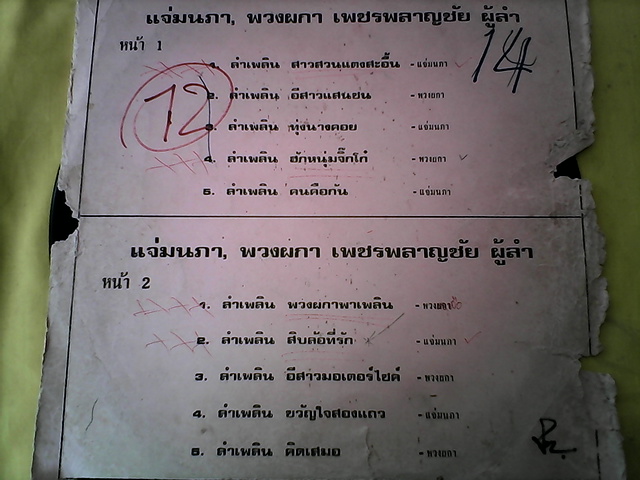 แจ่มนภา, พวงผกา เพชรพลาญชัย ผู้ลำ
หน้า 1
14
12
1. ลำเพลิน สาวสวนแตงสะอื้น - แจ่มนภา
2. ลำเพลิน อีสาวแสนซน - พวงผกา
3. ลำเพลิน ทุ่งนางคอย - แจ่มนภา
4. ลำเพลิน ฮักหนุ่มจิ๊กโก๋ - พวงผกา
5. ลำเพลิน คนคือกัน - แจ่มนภา
แจ่มนภา, พวงผกา เพชรพลาญชัย ผู้ลำ
หน้า 2
1. ลำเพลิน พวงผกาพาเพลิน - พวงผกา
2. ลำเพลิน สิบล้อที่รัก - แจ่มนภา
3. ลำเพลิน อีสาวมอเตอร์ไซค์ - พวงผกา
4. ลำเพลิน ขวัญใจสองแถว - แจ่มนภา
5. ลำเพลิน คิดเสมอ - พวงผกา